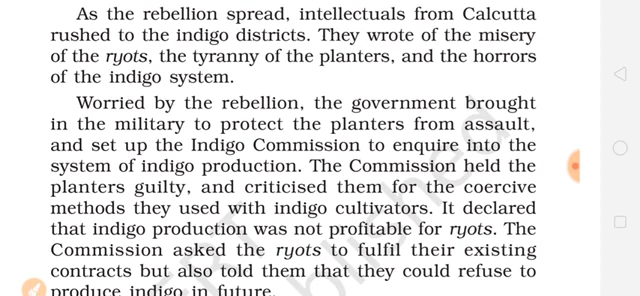 As the rebellion spread, intellectuals from Calcutta
rushed to the indigo districts. They wrote of the misery
of the ryots, the tyranny of the planters, and the horrors
of the indigo system.
Worried by the rebellion, the government brought
in the military to protect the planters from assault,
and set up the Indigo Commission to enquire into the
system of indigo production. The Commission held the
planters guilty, and criticised them for the coercive
methods they used with indigo cultivators. It declared
that indigo production was not profitable for ryots. The
Commission asked the ryots to fulfil their existing
contracts but also told them that they could refuse to
produce indigo in future.